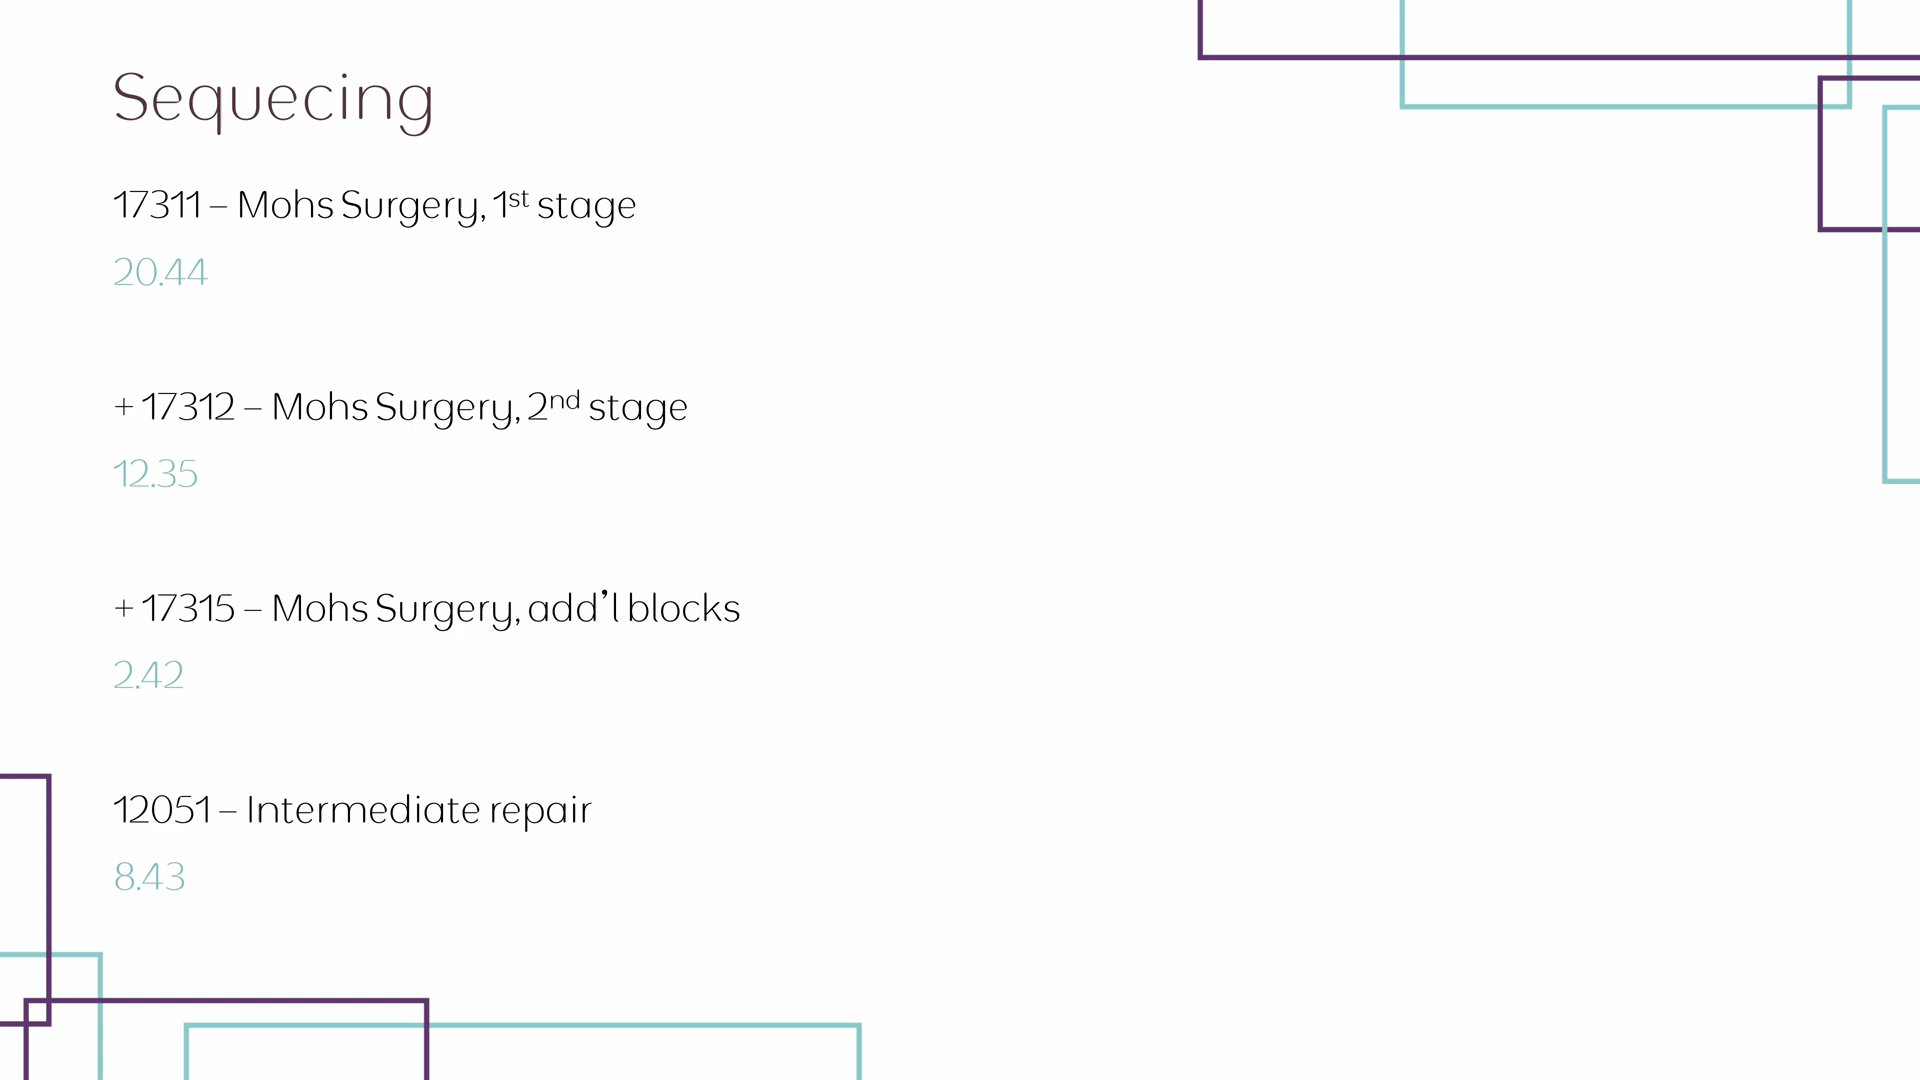 Sequecing
17311 – Mohs Surgery, 1st stage
20.44
+ 17312 – Mohs Surgery, 2nd stage
12.35
+ 17315 – Mohs Surgery, add’l blocks
2.42
12051 – Intermediate repair
8.43